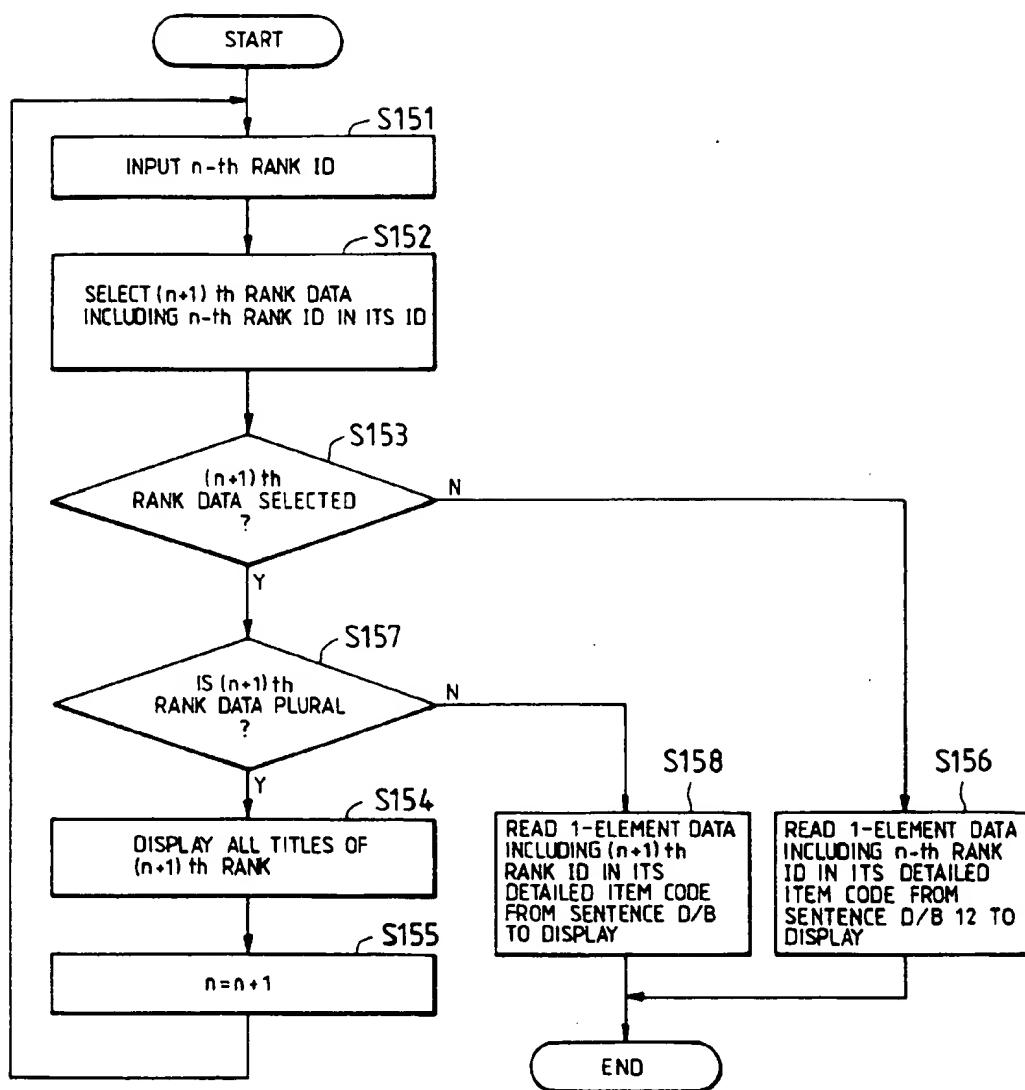 START
S151
INPUT n-th RANK ID
S152
SELECT (n+1) th RANK DATA
INCLUDING n-th RANK ID IN ITS ID
S153
(n+1) th
RANK DATA SELECTED
?
N
Y
S157
IS (n+1) th
RANK DATA PLURAL
?
N
Y
S154
DISPLAY ALL TITLES OF
(n+1) th RANK
S155
n=n+1
S158
READ 1-ELEMENT DATA
INCLUDING (n+1) th
RANK ID IN ITS
DETAILED ITEM CODE
FROM SENTENCE D/B
TO DISPLAY
S156
READ 1-ELEMENT DATA
INCLUDING n-th RANK
ID IN ITS DETAILED
ITEM CODE FROM
SENTENCE D/B 12 TO
DISPLAY
END